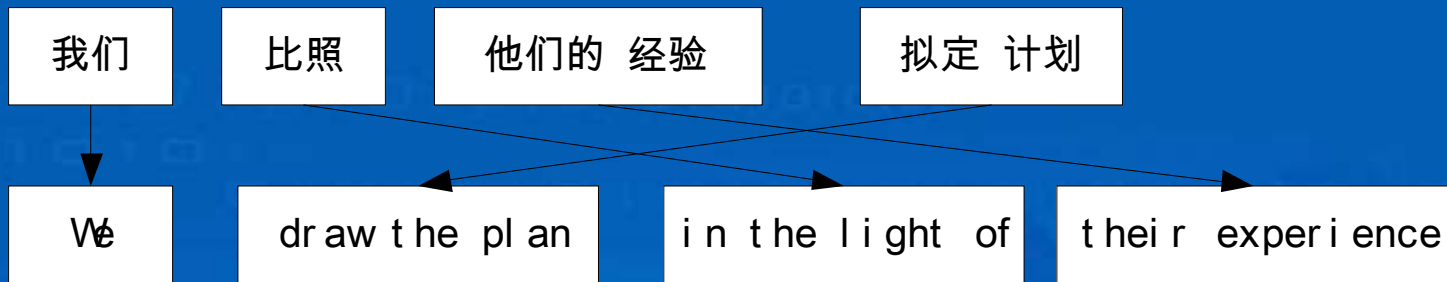 我们 比照 他们的 经验 拟定 计划
We draw the plan in the light of their experience